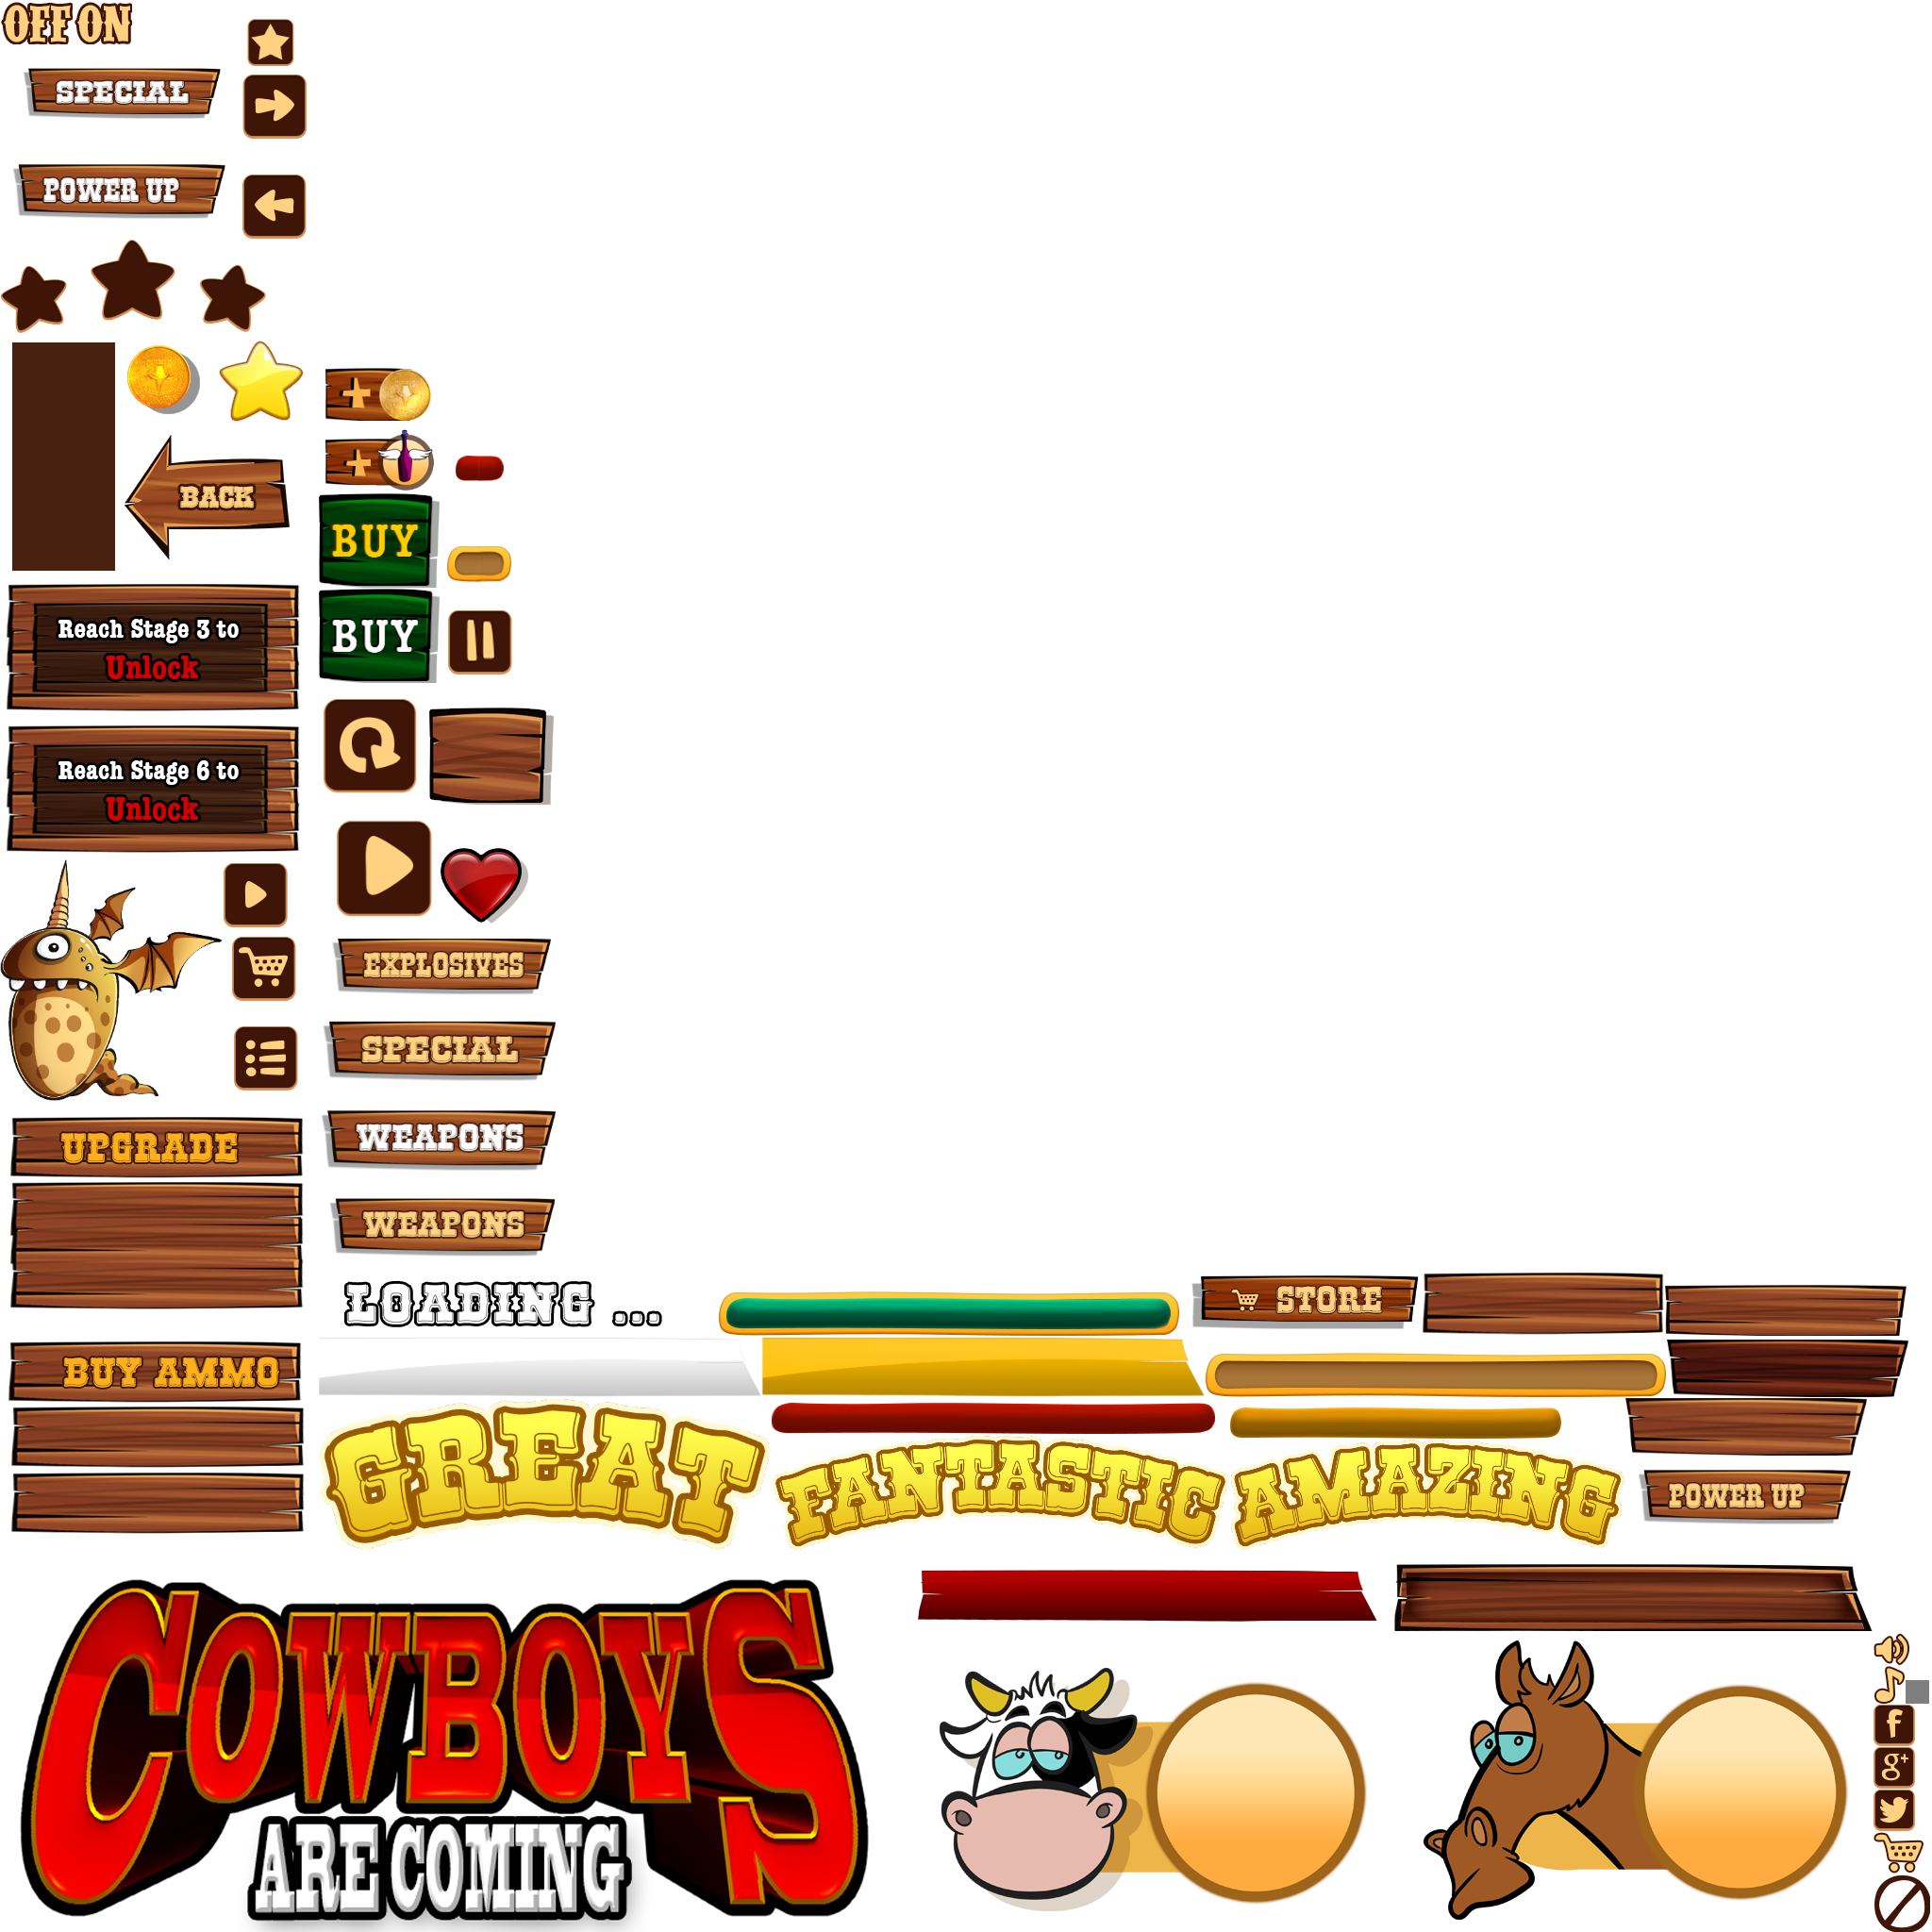 OFF ON
SPECIAL
POWER UP
BACK
BUY
Reach Stage 3 to
Unlock
BUY
Reach Stage 6 to
Unlock
EXPLOSIVES
SPECIAL
UPGRADE
WEAPONS
WEAPONS
LOADING ...
STORE
BUY AMMO
GREAT
FANTASTIC
AMAZING
POWER UP
COWBOYS
ARE COMING
f
g+